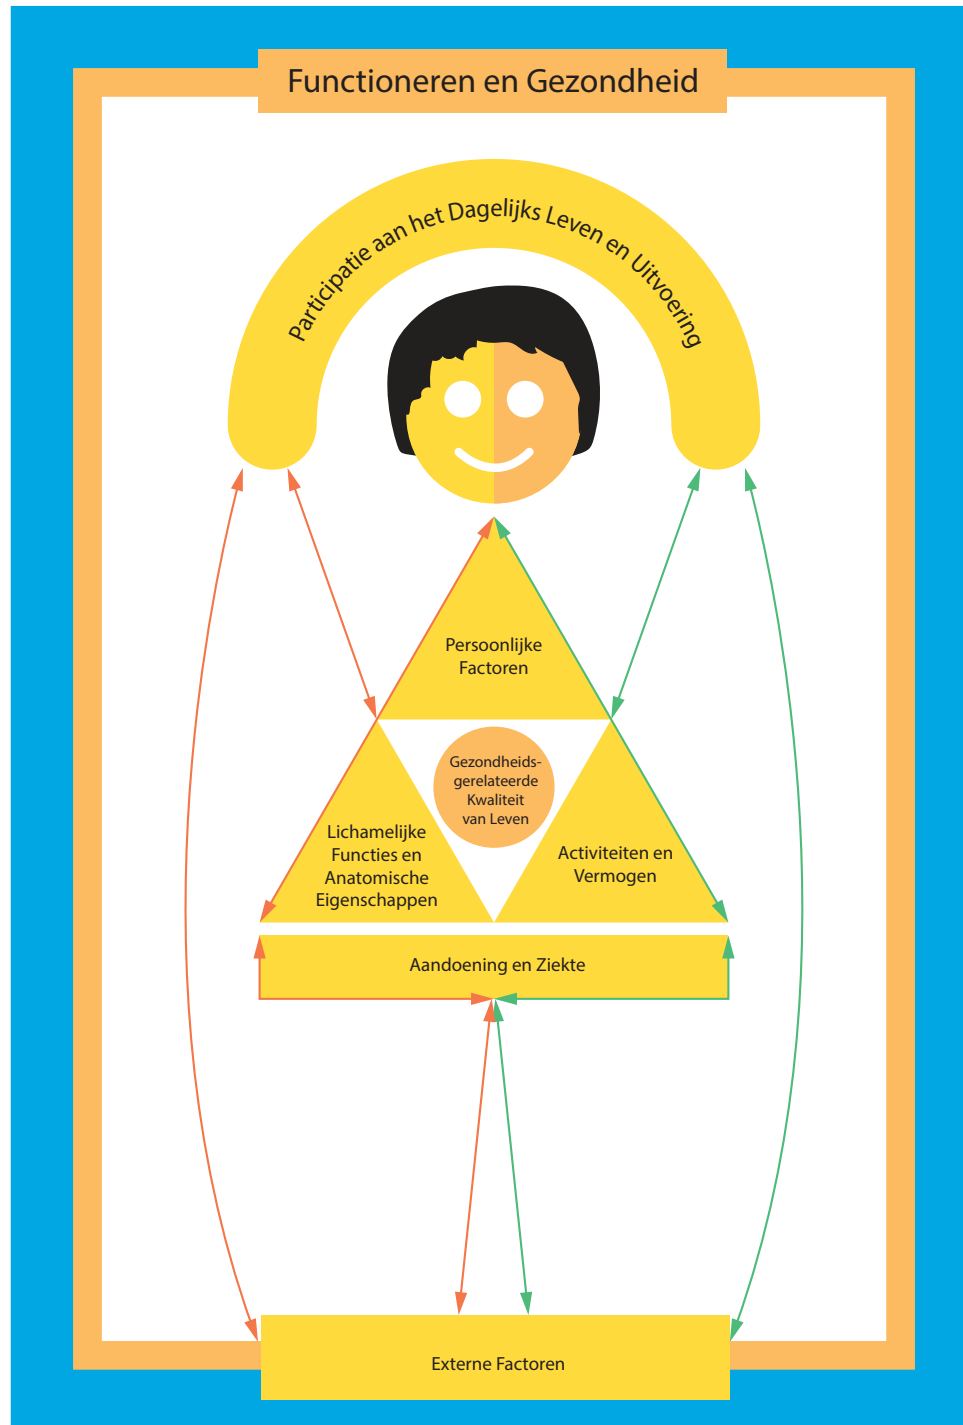 Functioneren en Gezondheid
Participatie aan het Dagelijks Leven en Uitvoering
Persoonlijke
Factoren
Gezondheids-
gerelateerde
Kwaliteit
van Leven
Lichamelijke
Functies en
Anatomische
Eigenschappen
Activiteiten en
Vermogen
Aandoening en Ziekte
Externe Factoren